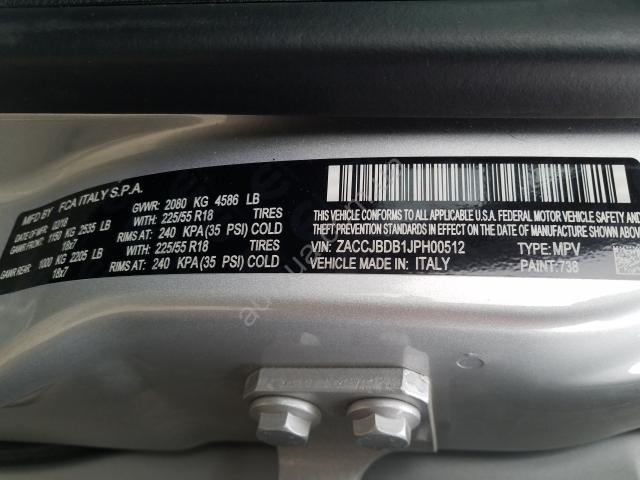 MFD BY: FCA ITALY S.P.A.
DATE OF MFR: 02/18 GVWR: 2080 KG 4586 LB
GAWR FRONT: 1150 KG 2535 LB WITH: 225/55 R18 TIRES
18x7 RIMS AT: 240 KPA(35 PSI) COLD
GAWR REAR: 1000 KG 2205 LB WITH: 225/55 R18 TIRES
18x7 RIMS AT: 240 KPA(35 PSI) COLD
THIS VEHICLE CONFORMS TO ALL APPLICABLE U.S. FEDERAL MOTOR VEHICLE
SAFETY, BUMPER AND THEFT PREVENTION
STANDARDS IN EFFECT ON THE DATE OF MANUFACTURE SHOWN ABOVE
VIN: ZACCJBDB1JPH00512 TYPE: MPV
VEHICLE MADE IN: ITALY PAINT: 738